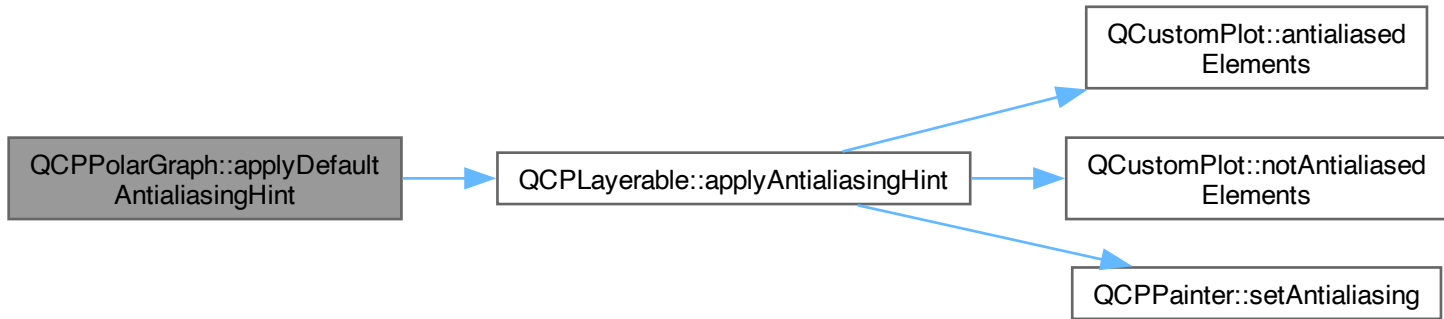 QCustomPlot::antialiased
Elements
QCPPolarGraph::applyDefault
AntialiasingHint
QCPLayerable::applyAntialiasingHint
QCustomPlot::notAntialiased
Elements
QCPPainter::setAntialiasing